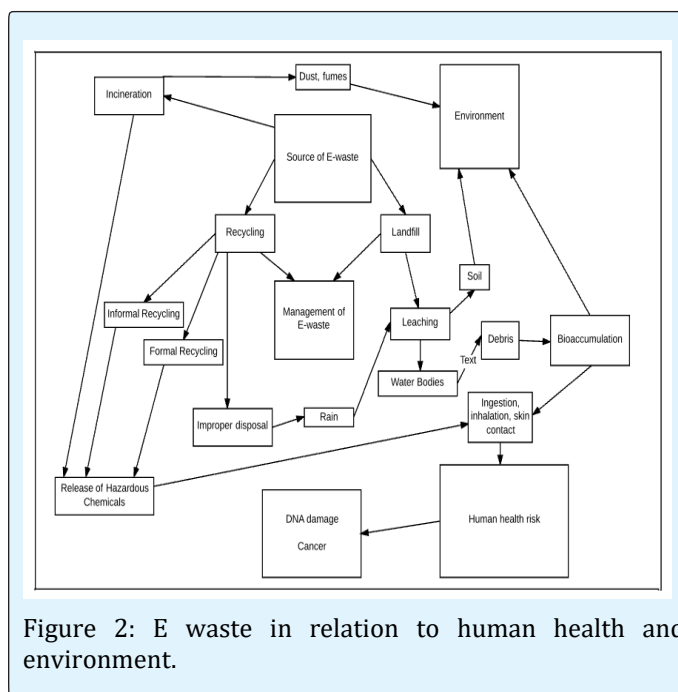 Dust, fumes
Incineration
Environment
Source of E-waste
Recycling
Landfill
Soil
Informal Recycling
Management of
E-waste
Leaching
Debris
Bioaccumulation
Formal Recycling
Text
Water Bodies
Improper disposal
Rain
Ingestion,
inhalation, skin
contact
Release of Hazardous
Chemicals
DNA damage
Cancer
Human health risk
Figure 2: E waste in relation to human health and
environment.